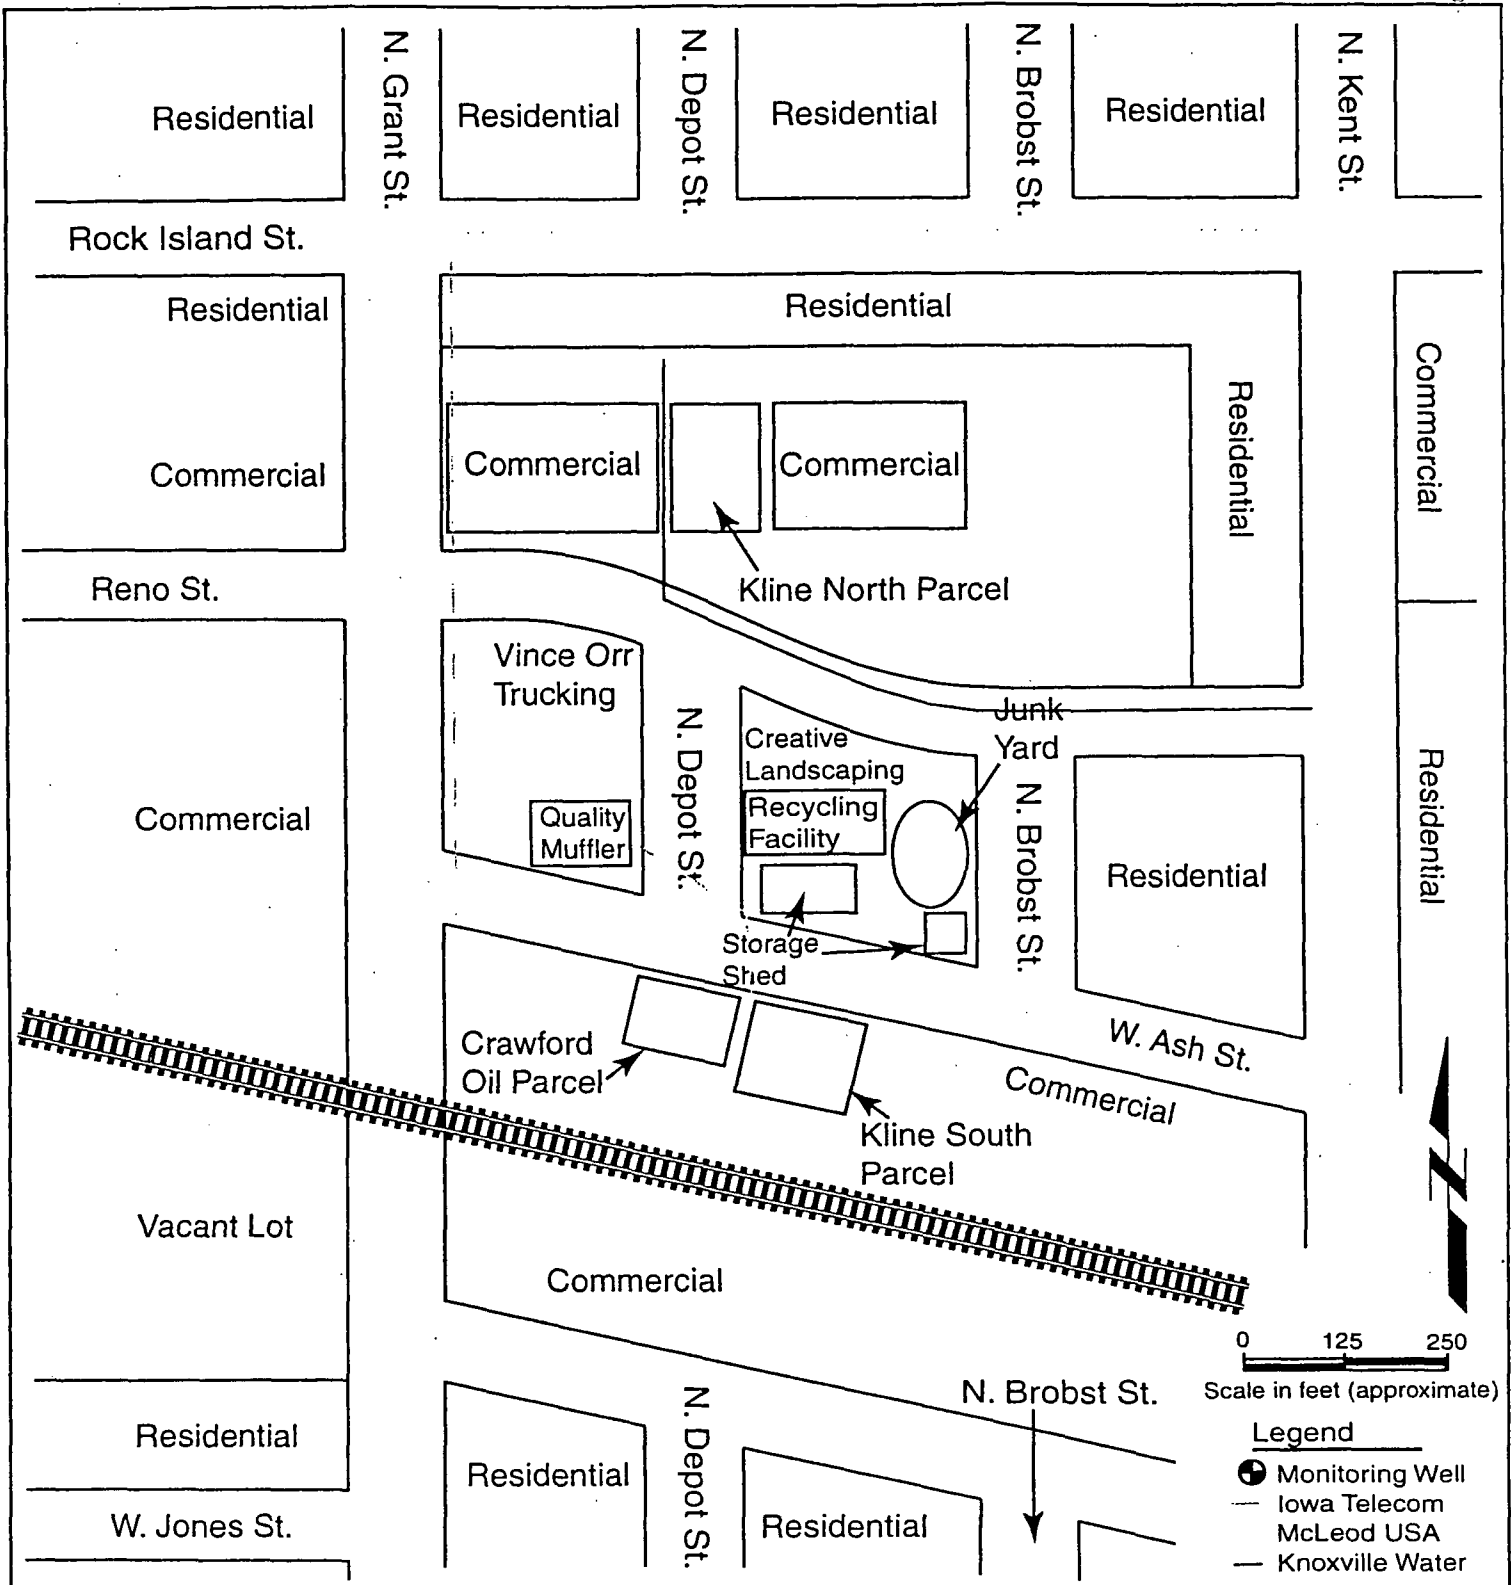 N. Grant St.
N. Depot St.
N. Brobst St.
N. Kent St.
Residential
Residential
Residential
Residential
Rock Island St.
Residential
Residential
Commercial
Residential
Commercial
Commercial
Commercial
Kline North Parcel
Reno St.
Vince Orr
Trucking
Junk
Yard
N. Depot St.
Creative
Landscaping
Residential
N. Brobst St.
Recycling
Facility
Quality
Muffler
Commercial
Residential
Storage
Shed
W. Ash St.
Crawford
Oil Parcel
Commercial
Kline South
Parcel
Vacant Lot
Commercial
0 125 250
Scale in feet (approximate)
N. Brobst St.
N. Depot St.
Residential
Residential
Residential
W. Jones St.
Legend
Monitoring Well
Iowa Telecom
McLeod USA
Knoxville Water